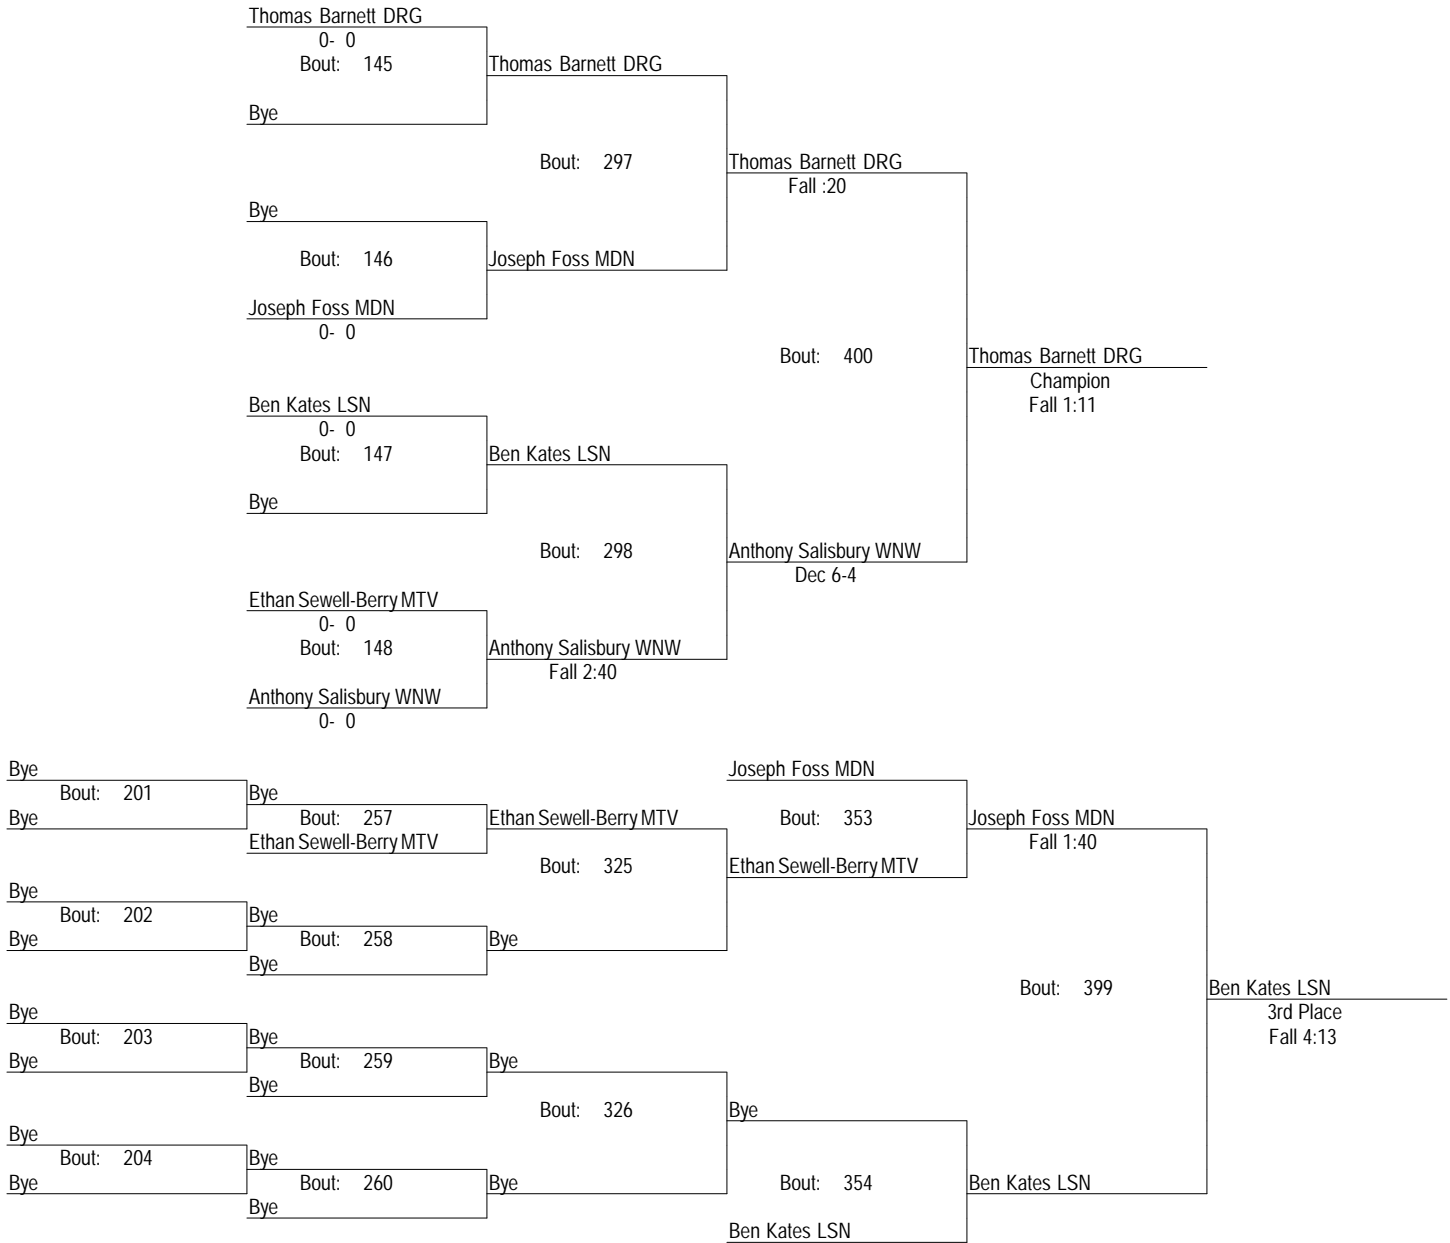 Thomas Barnett DRG
0- 0
Bout: 145
Thomas Barnett DRG
Bye
Bout: 297
Thomas Barnett DRG
Fall :20
Bye
Bout: 146
Joseph Foss MDN
Joseph Foss MDN
0- 0
Bout: 400
Thomas Barnett DRG
Champion
Fall 1:11
Ben Kates LSN
0- 0
Bout: 147
Ben Kates LSN
Bye
Bout: 298
Anthony Salisbury WNW
Dec 6-4
Ethan Sewell-Berry MTV
0- 0
Bout: 148
Anthony Salisbury WNW
Fall 2:40
Anthony Salisbury WNW
0- 0
Bye
Bout: 201
Bye
Bye
Bout: 257
Ethan Sewell-Berry MTV
Ethan Sewell-Berry MTV
Joseph Foss MDN
Bout: 353
Joseph Foss MDN
Fall 1:40
Bout: 325
Ethan Sewell-Berry MTV
Bye
Bout: 202
Bye
Bye
Bout: 258
Bye
Bye
Bout: 399
Ben Kates LSN
3rd Place
Fall 4:13
Bye
Bout: 203
Bye
Bye
Bout: 259
Bye
Bye
Bout: 326
Bye
Bye
Bout: 204
Bye
Bye
Bout: 260
Bye
Bye
Bout: 354
Ben Kates LSN
Ben Kates LSN